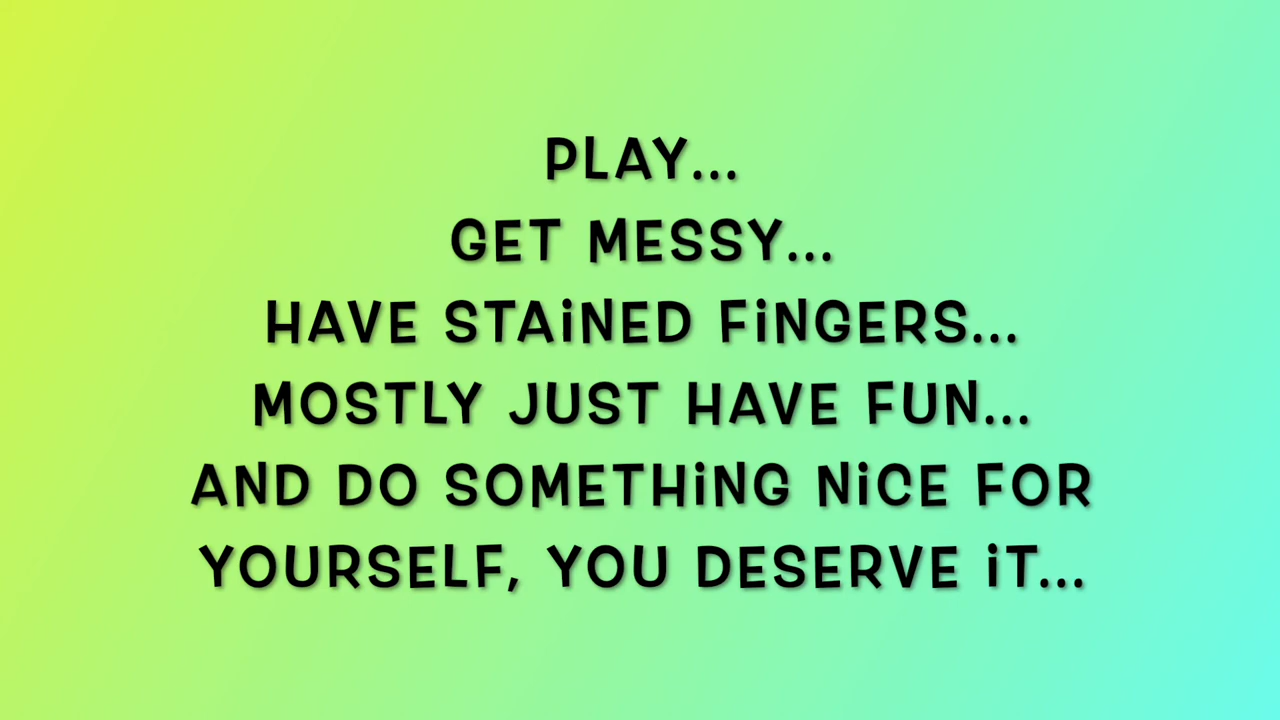 PLAY...
GET MESSY...
HAVE STAiNED FiNGERS...
MOSTLY JUST HAVE FUN...
AND DO SOMETHiNG NiCE FOR
YOURSELF, YOU DESERVE iT...